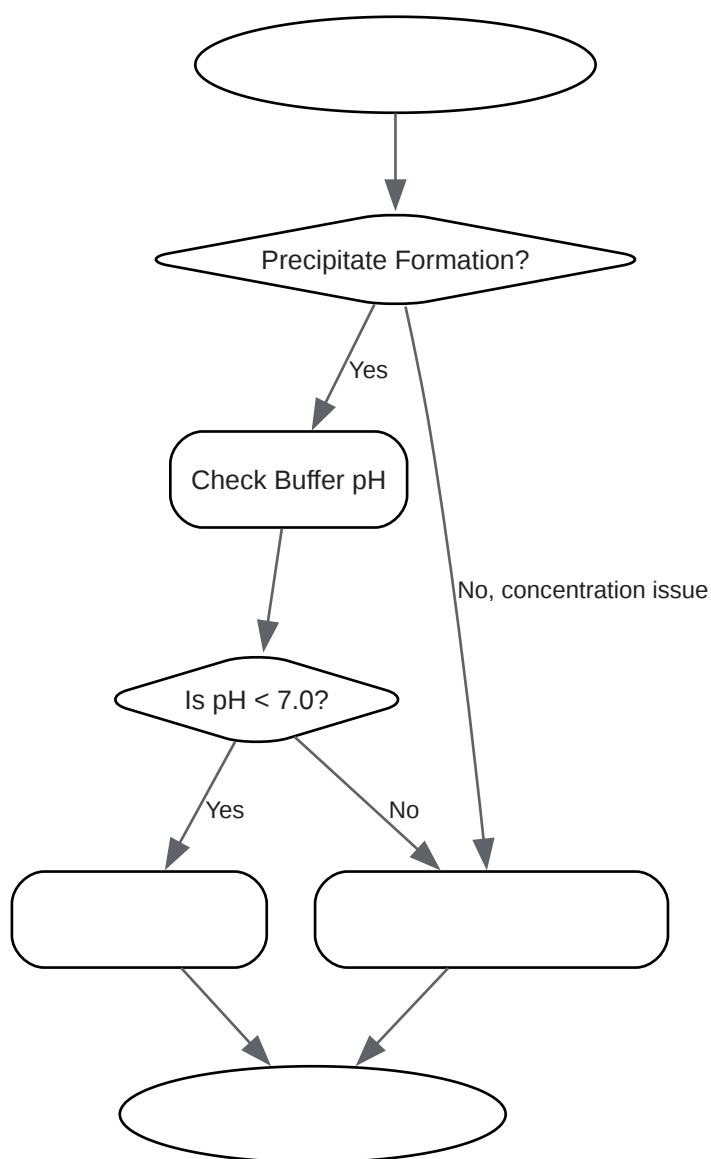 Precipitate Formation?
Yes
Check Buffer pH
No, concentration issue
Is pH < 7.0?
Yes
No